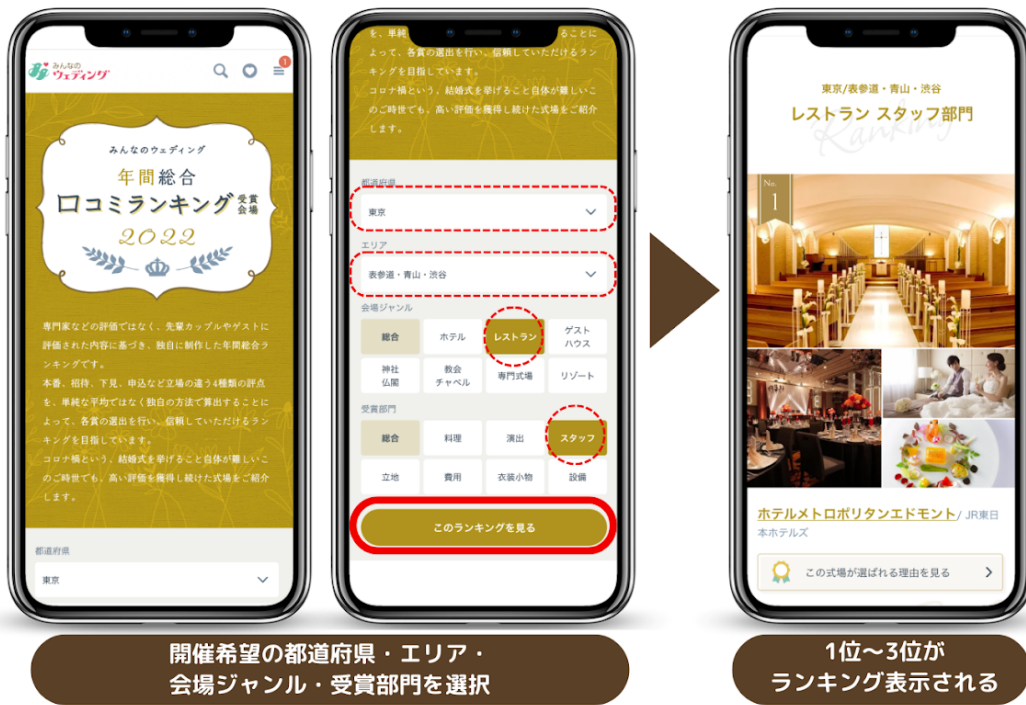 みんなの
ウェディング
1
みんなのウェディング
年間総合
口コミランキング 受賞会場
2022
専門家などの評価ではなく、先輩カップルやゲストに
評価された内容に基づき、独自に制作した年間総合ラ
ンキングです。
本番、招待、下見、申込など立場の違う4種類の評点
を、単純な平均ではなく独自の方法で算出することに
よって、各賞の選出を行い、信頼していただけるラン
キングを目指しています。
コロナ禍という、結婚式を挙げること自体が難しいこ
のご時世でも、高い評価を獲得し続けた式場をご紹介
します。
都道府県
東京
を、単純
ることに
よって、各賞の選出を行い、信頼していただけるラン
キングを目指しています。
コロナ禍という、結婚式を挙げること自体が難しいこ
のご時世でも、高い評価を獲得し続けた式場をご紹介
します。
都道府県
東京
エリア
表参道・青山・渋谷
会場ジャンル
総合
ホテル
レストラン
ゲスト
ハウス
神社
仏閣
教会
チャペル
専門式場
リゾート
受賞部門
総合
料理
演出
スタッフ
立地
費用
衣装小物
設備
このランキングを見る
東京/表参道・青山・渋谷
レストラン スタッフ部門
Ranking
No.
1
ホテルメトロポリタンエドモント/ JR東日
本ホテルズ
この式場が選ばれる理由を見る
開催希望の都道府県・エリア・
会場ジャンル・受賞部門を選択
1位〜3位が
ランキング表示される